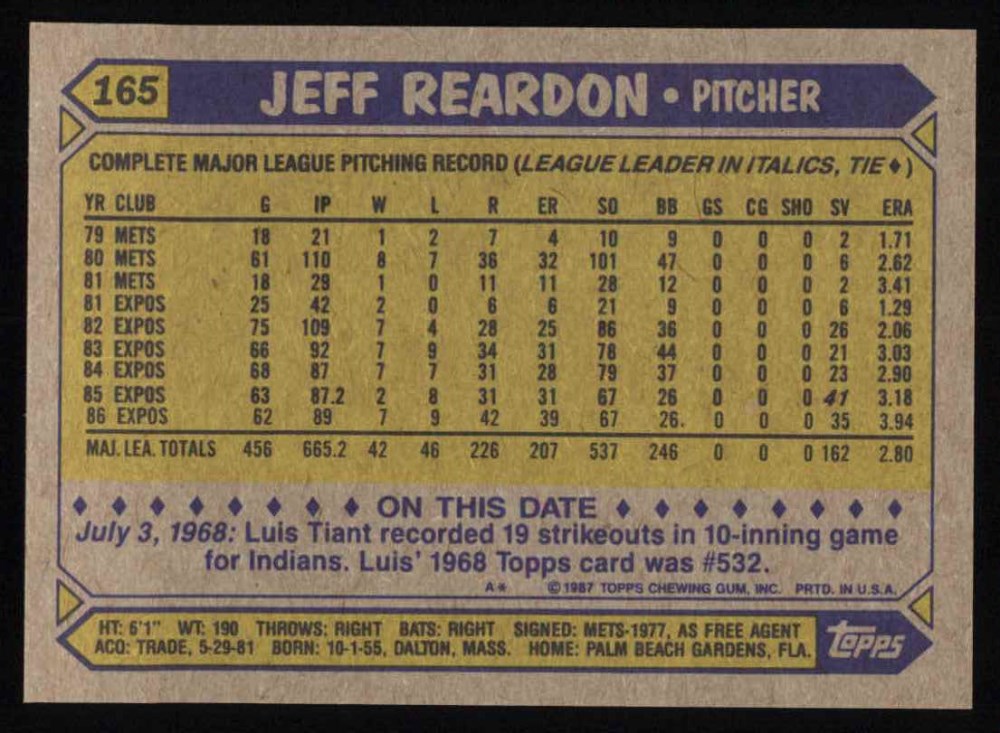 165 JEFF REARDON • PITCHER
COMPLETE MAJOR LEAGUE PITCHING RECORD (LEAGUE LEADER IN ITALICS, TIE ♦)
YR CLUB G IP W L R ER SO BB GS CG SHO SV ERA
79 METS 18 21 1 2 7 4 10 9 0 0 0 2 1.71
80 METS 61 110 8 7 36 32 101 47 0 0 0 6 2.62
81 METS 18 29 1 0 11 11 28 12 0 0 0 2 3.41
81 EXPOS 25 42 2 0 6 6 21 9 0 0 0 6 1.29
82 EXPOS 75 109 7 4 28 25 86 36 0 0 0 26 2.06
83 EXPOS 66 92 7 9 34 31 78 44 0 0 0 21 3.03
84 EXPOS 68 87 7 7 31 28 79 37 0 0 0 23 2.90
85 EXPOS 63 87.2 2 8 31 31 67 26 0 0 0 41 3.18
86 EXPOS 62 89 7 9 42 39 67 26. 0 0 0 35 3.94
MAJ. LEA. TOTALS 456 665.2 42 46 226 207 537 246 0 0 0 162 2.80
♦ ♦ ♦ ♦ ♦ ♦ ♦ ♦ ON THIS DATE ♦ ♦ ♦ ♦ ♦ ♦ ♦ ♦
July 3, 1968: Luis Tiant recorded 19 strikeouts in 10-inning game
for Indians. Luis' 1968 Topps card was #532.
A* © 1987 TOPPS CHEWING GUM, INC. PRTD. IN U.S.A.
HT: 6'1" WT: 190 THROWS: RIGHT BATS: RIGHT SIGNED: METS-1977, AS FREE AGENT
ACQ: TRADE, 5-29-81 BORN: 10-1-55, DALTON, MASS. HOME: PALM BEACH GARDENS, FLA.
Topps